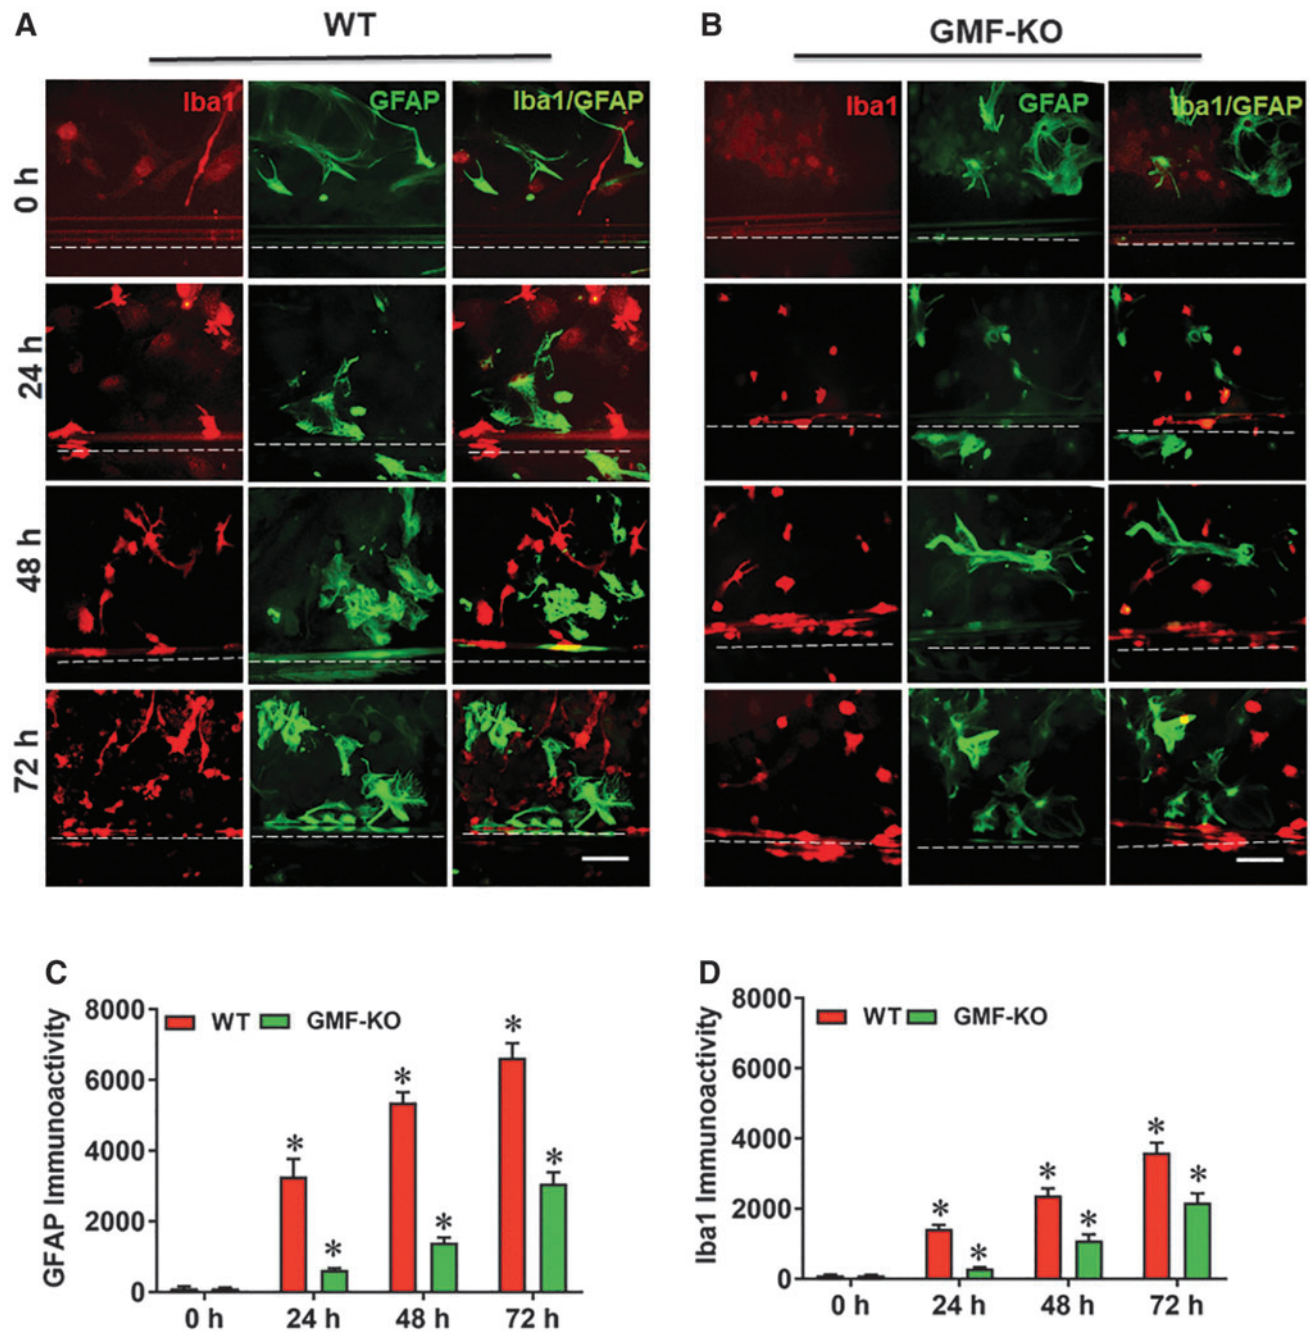 A
WT
B
GMF-KO
Iba1
GFAP
Iba1/GFAP
Iba1
GFAP
Iba1/GFAP
0 h
24 h
48 h
72 h
C
GFAP Immunoactivity
8000
6000
4000
2000
0
WT
GMF-KO
*
*
*
*
*
*
0 h
24 h
48 h
72 h
D
Iba1 Immunoactivity
8000
6000
4000
2000
0
WT
GMF-KO
*
*
*
*
*
*
0 h
24 h
48 h
72 h